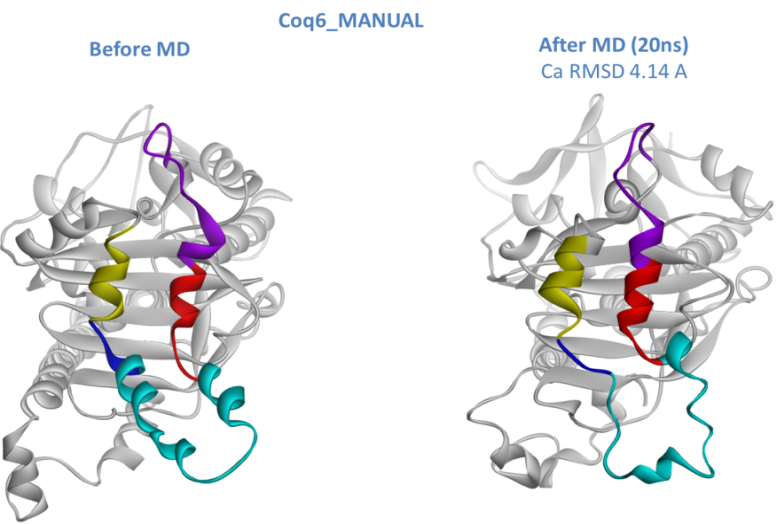 Coq6_MANUAL
Before MD
After MD (20ns)
Ca RMSD 4.14 A